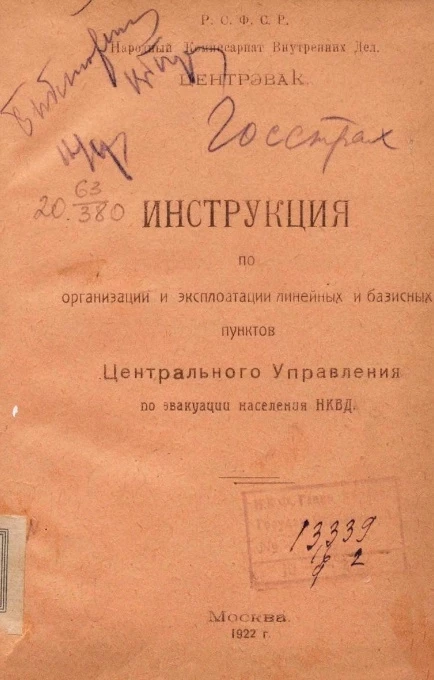 Р. С. Ф. С. Р.
Народный Комиссариат Внутренних Дел.
ЦЕНТРЭВАК.
Госстрах
63
20. 380
ИНСТРУКЦИЯ
по
организации и эксплоатации линейных и базисных
пунктов
Центрального Управления
по эвакуации населения НКВД.
13339
2
Москва
1922 г.